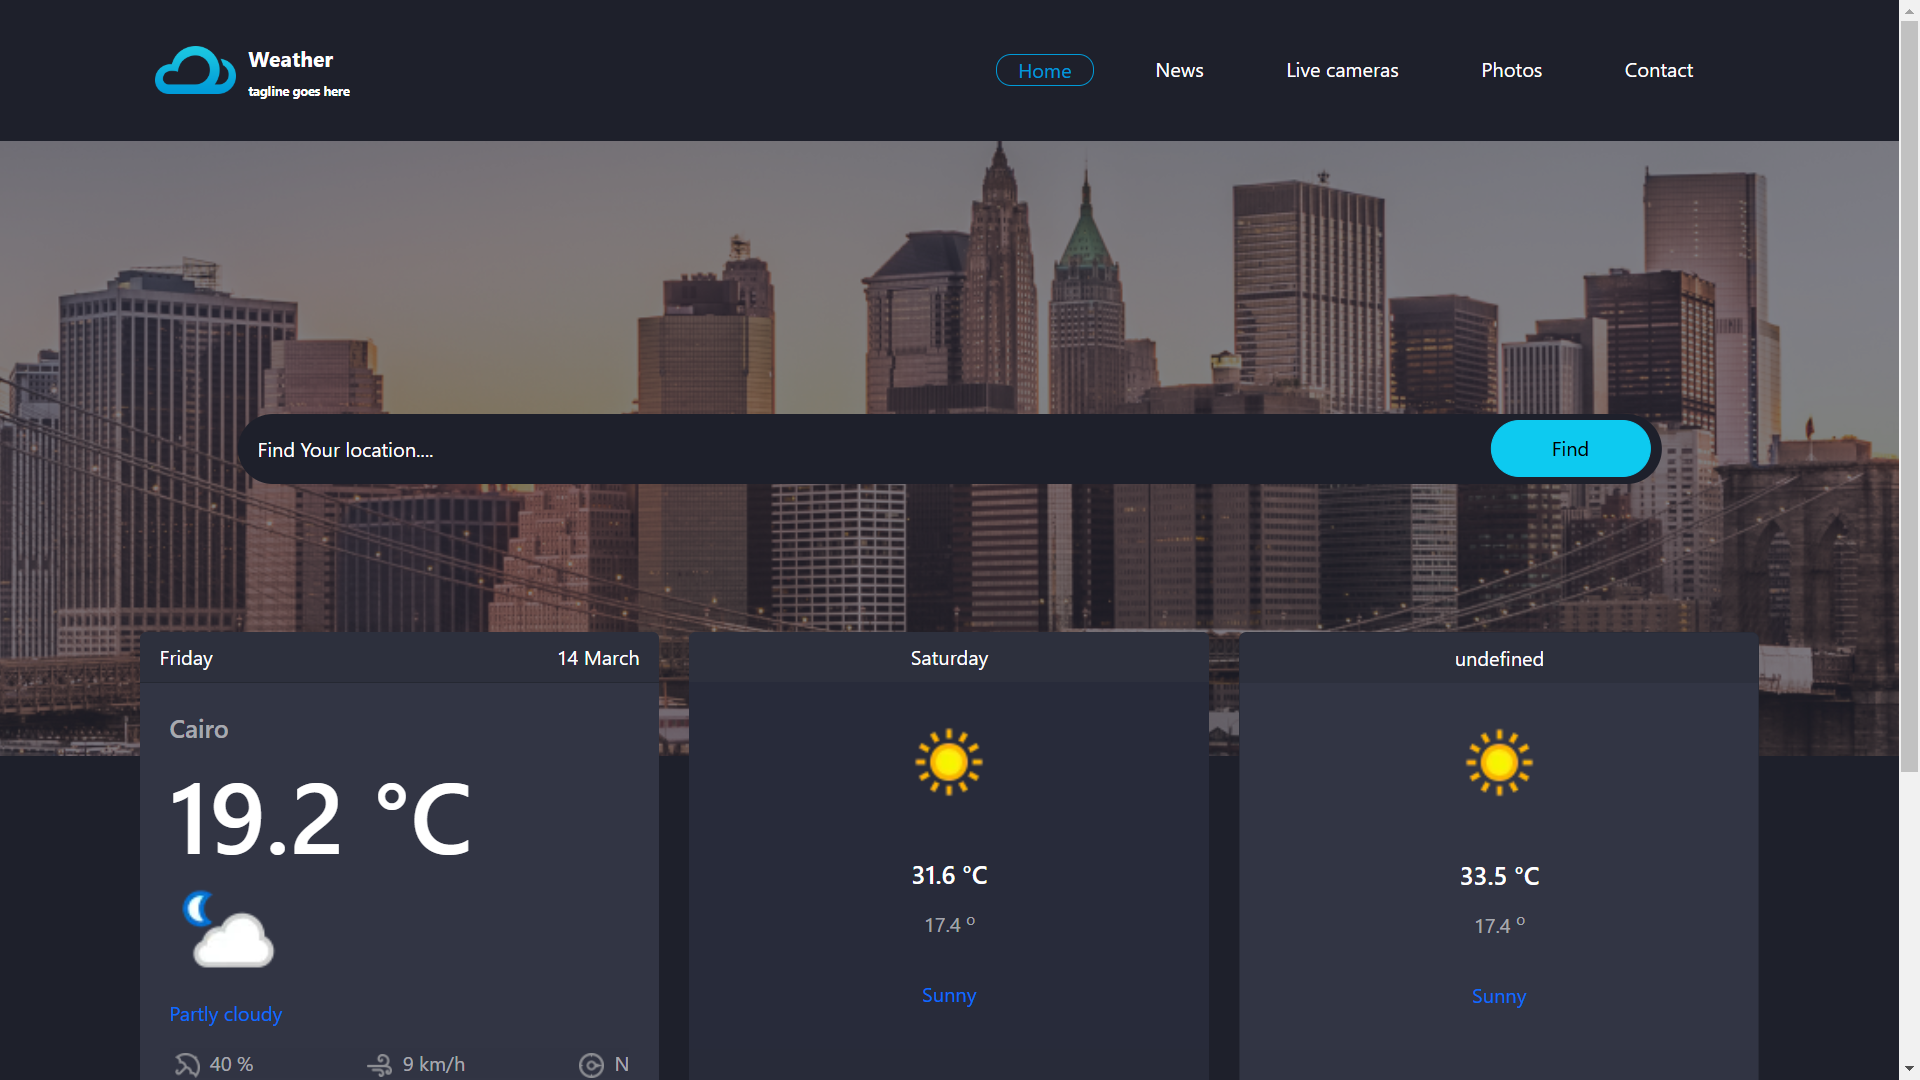 Weather
tagline goes here
Home
News
Live cameras
Photos
Contact
Find Your location....
Find
Friday
14 March
Cairo
19.2 °C
Partly cloudy
40 %
9 km/h
N
Saturday
31.6 °C
17.4 °
Sunny
undefined
33.5 °C
17.4 °
Sunny